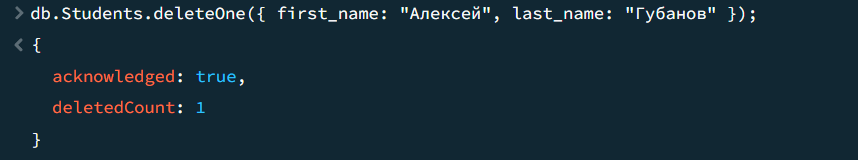 > db.Students.deleteOne({ first_name: "Алексей", last_name: "Губанов" });
< {
acknowledged: true,
deletedCount: 1
}